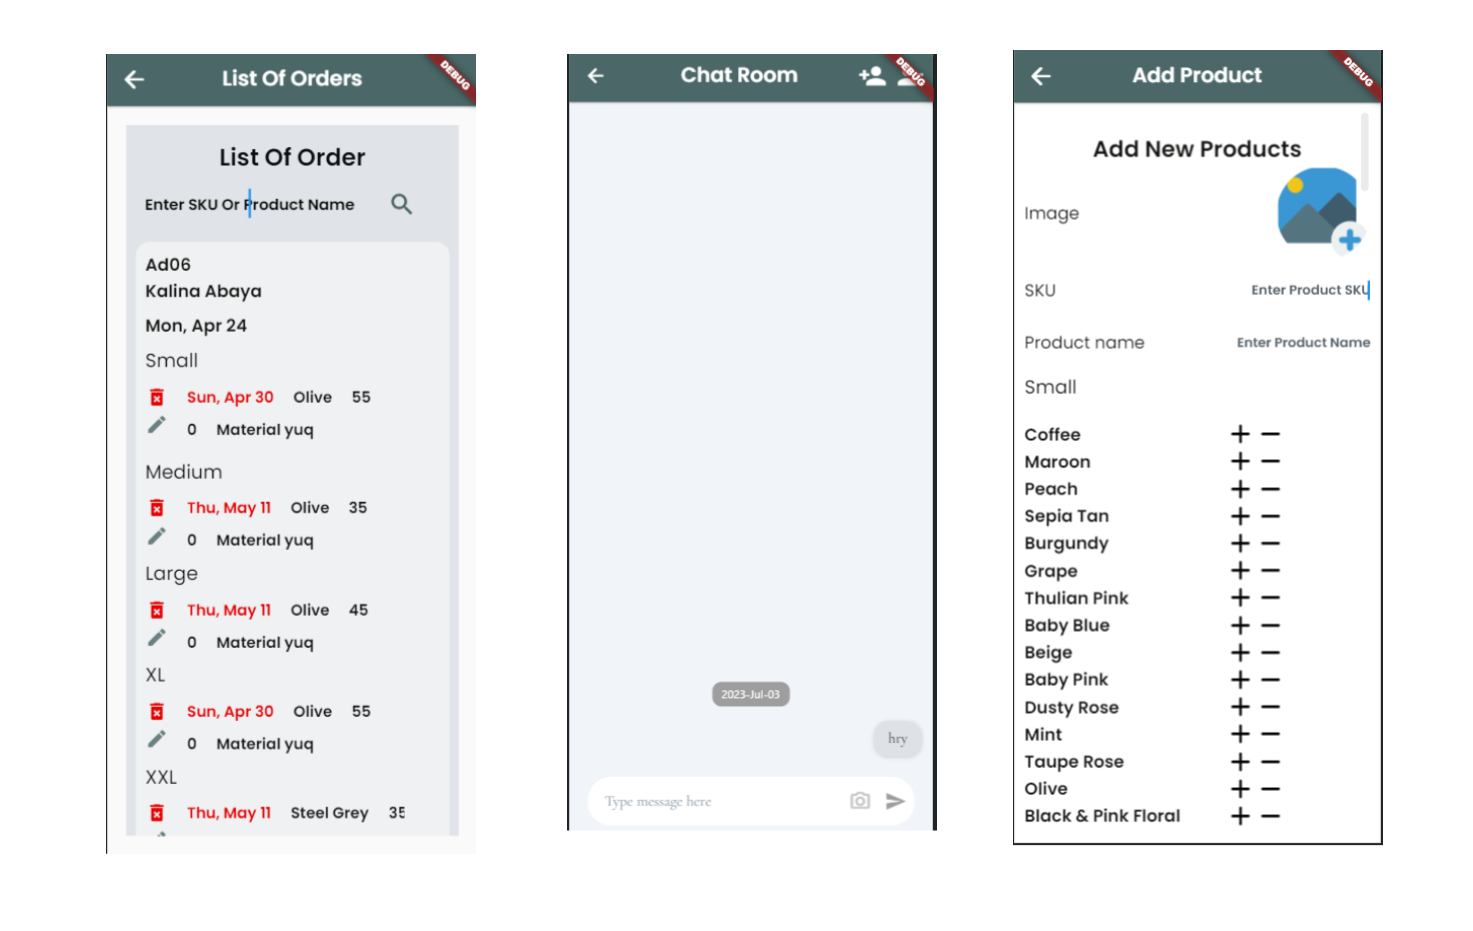 List Of Orders
DEBUG
List Of Order
Enter SKU Or Product Name
Ad06
Kalina Abaya
Mon, Apr 24
Small
Sun, Apr 30 Olive 55
0 Material yuq
Medium
Thu, May 11 Olive 35
0 Material yuq
Large
Thu, May 11 Olive 45
0 Material yuq
XL
Sun, Apr 30 Olive 55
0 Material yuq
XXL
Thu, May 11 Steel Grey 35
Chat Room
DEBUG
2023-Jul-03
hry
Type message here
Add Product
DEBUG
Add New Products
Image
SKU Enter Product SKU
Product name Enter Product Name
Small
Coffee + −
Maroon + −
Peach + −
Sepia Tan + −
Burgundy + −
Grape + −
Thulian Pink + −
Baby Blue + −
Beige + −
Baby Pink + −
Dusty Rose + −
Mint + −
Taupe Rose + −
Olive + −
Black & Pink Floral + −